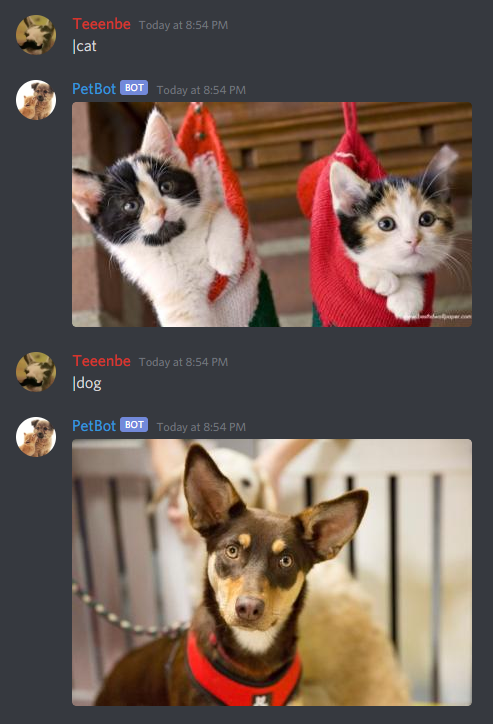 Teeenbe Today at 8:54 PM
|cat
PetBot BOT Today at 8:54 PM
Teeenbe Today at 8:54 PM
|dog
PetBot BOT Today at 8:54 PM